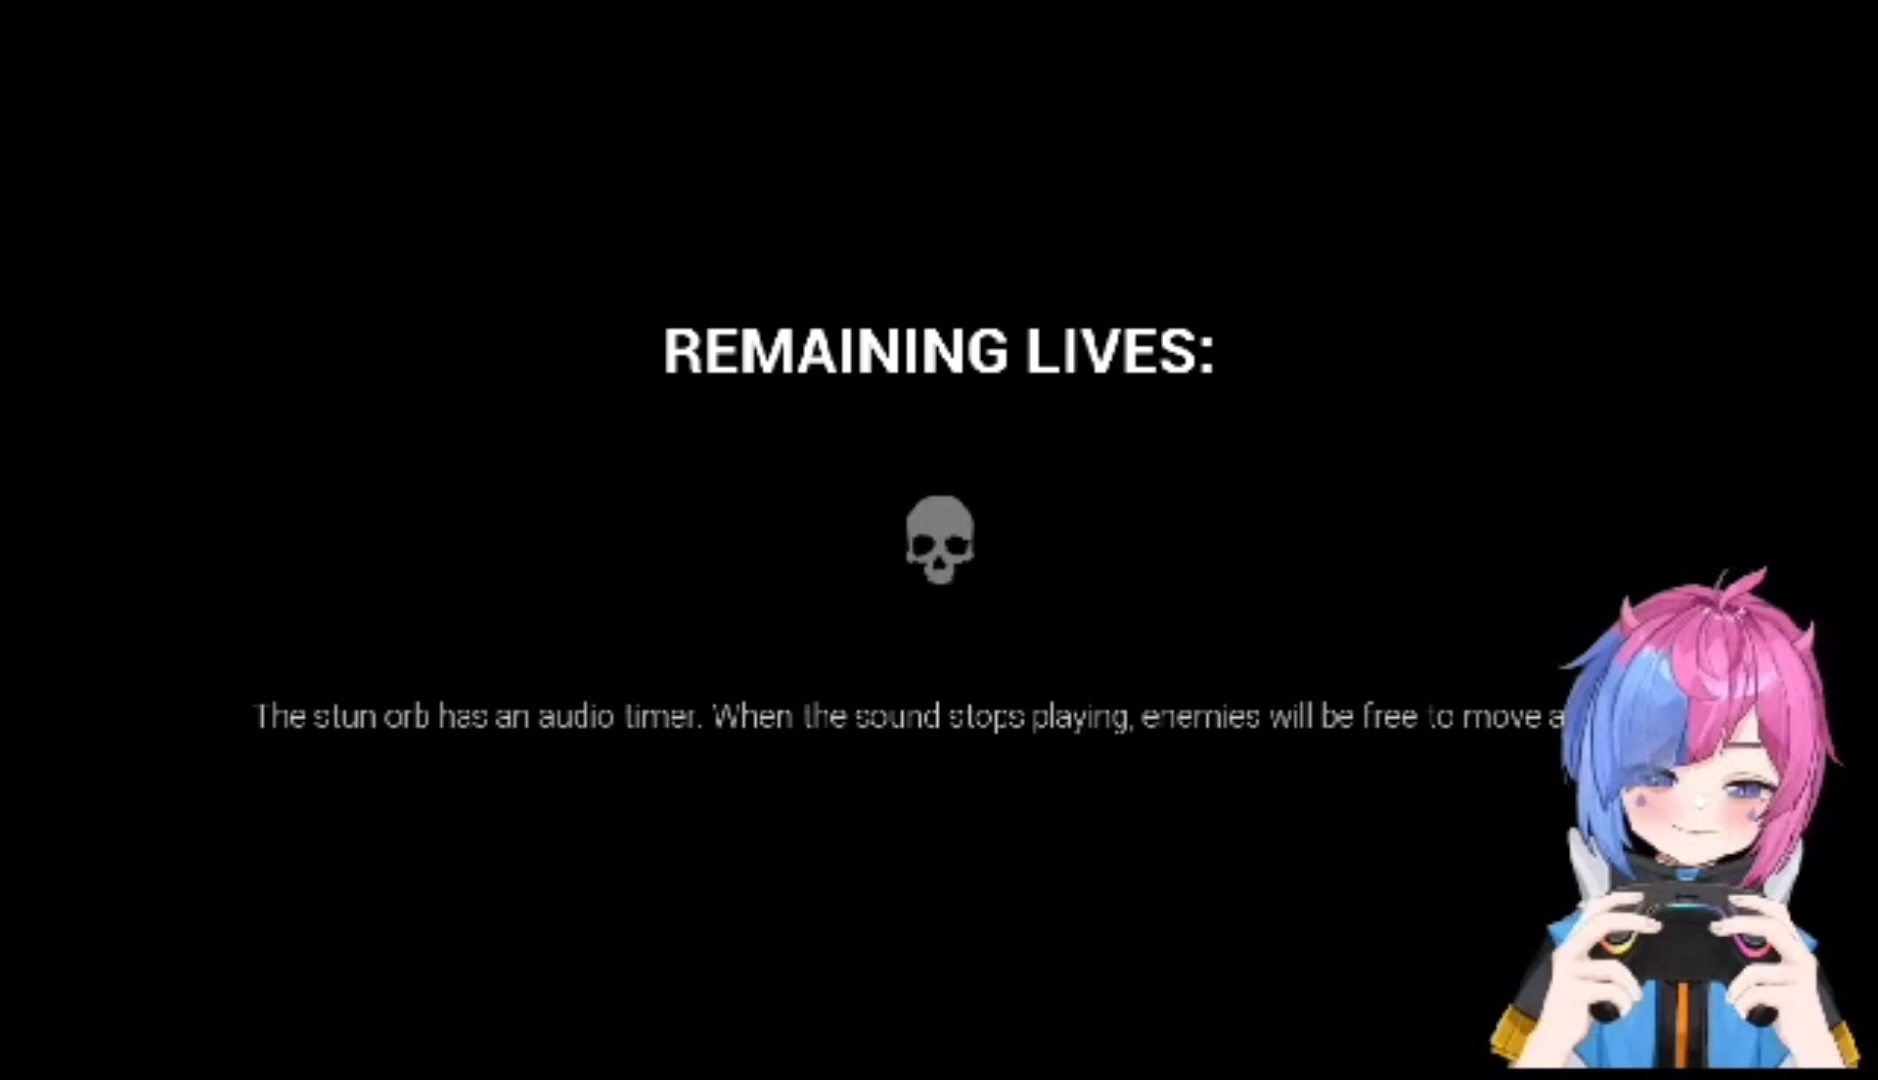 REMAINING LIVES:
The stun orb has an audio timer. When the sound stops playing, enemies will be free to move